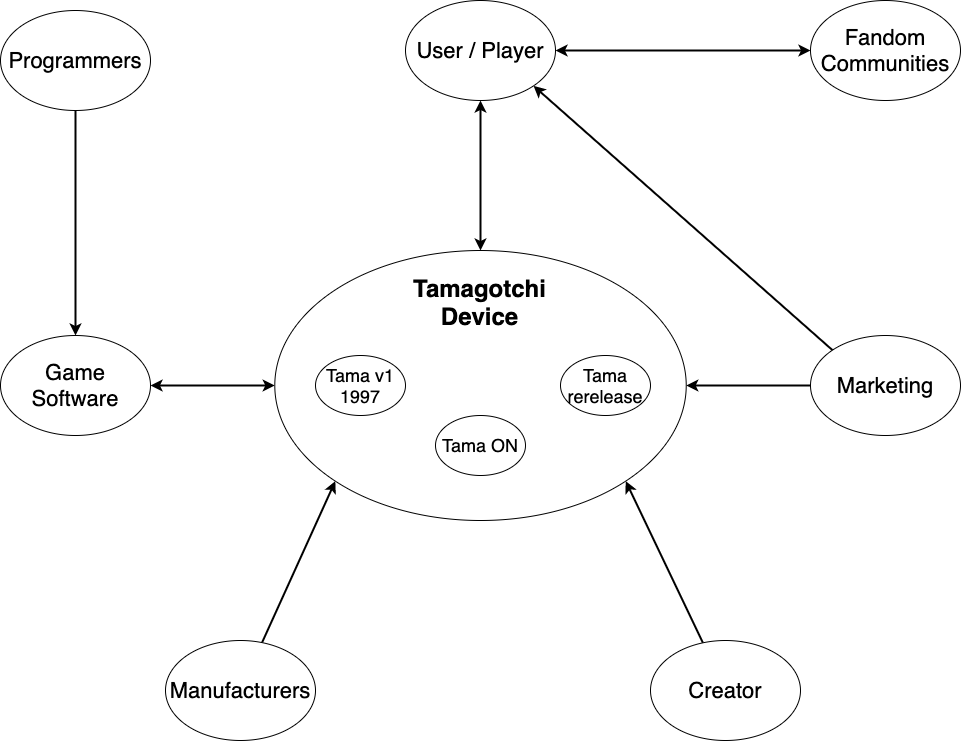 Programmers
User / Player
Fandom
Communities
Tamagotchi
Device
Game
Software
Tama v1
1997
Tama
rerelease
Tama ON
Marketing
Manufacturers
Creator